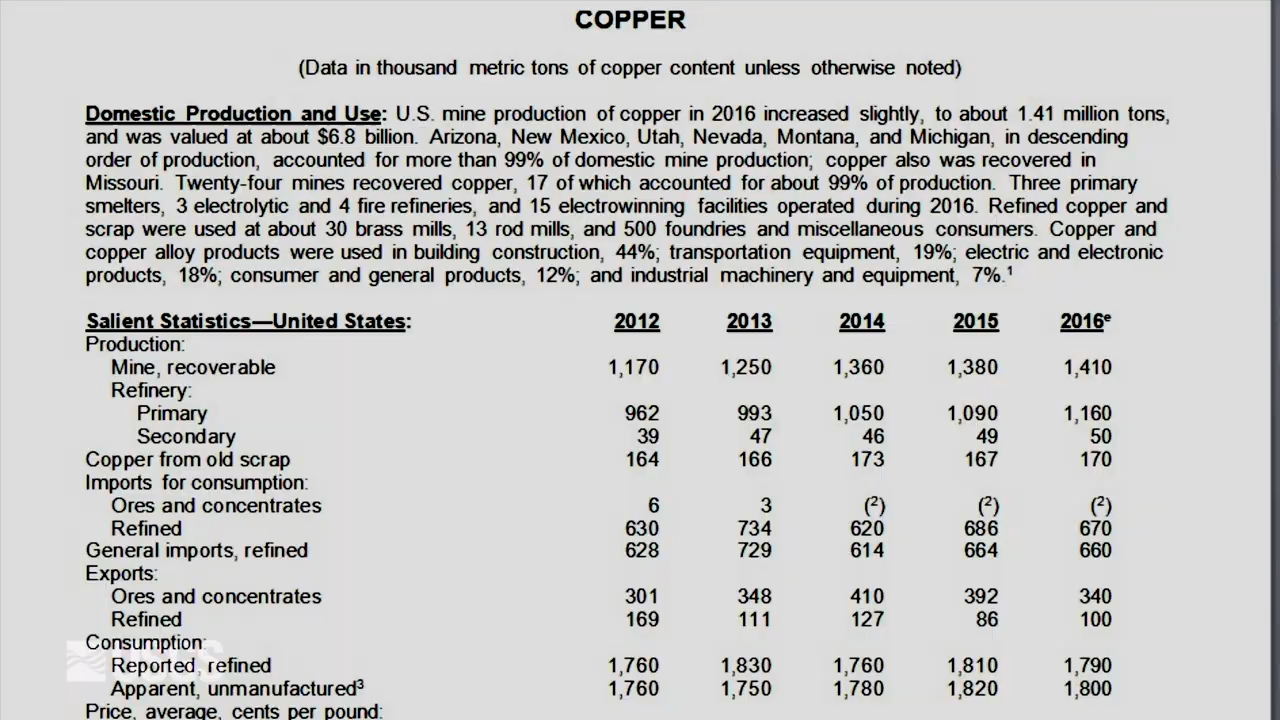 COPPER
(Data in thousand metric tons of copper content unless otherwise noted)
Domestic Production and Use: U.S. mine production of copper in 2016 increased slightly, to about 1.41 million tons,
and was valued at about $6.8 billion. Arizona, New Mexico, Utah, Nevada, Montana, and Michigan, in descending
order of production, accounted for more than 99% of domestic mine production; copper also was recovered in
Missouri. Twenty-four mines recovered copper, 17 of which accounted for about 99% of production. Three primary
smelters, 3 electrolytic and 4 fire refineries, and 15 electrowinning facilities operated during 2016. Refined copper and
scrap were used at about 30 brass mills, 13 rod mills, and 500 foundries and miscellaneous consumers. Copper and
copper alloy products were used in building construction, 44%; transportation equipment, 19%; electric and electronic
products, 18%; consumer and general products, 12%; and industrial machinery and equipment, 7%.¹
Salient Statistics—United States: 2012 2013 2014 2015 2016ᵉ
Production:
Mine, recoverable 1,170 1,250 1,360 1,380 1,410
Refinery:
Primary 962 993 1,050 1,090 1,160
Secondary 39 47 46 49 50
Copper from old scrap 164 166 173 167 170
Imports for consumption:
Ores and concentrates 6 3 (²) (²) (²)
Refined 630 734 620 686 670
General imports, refined 628 729 614 664 660
Exports:
Ores and concentrates 301 348 410 392 340
Refined 169 111 127 86 100
Consumption:
Reported, refined 1,760 1,830 1,760 1,810 1,790
Apparent, unmanufactured³ 1,760 1,750 1,780 1,820 1,800
Price, average, cents per pound:
USGS